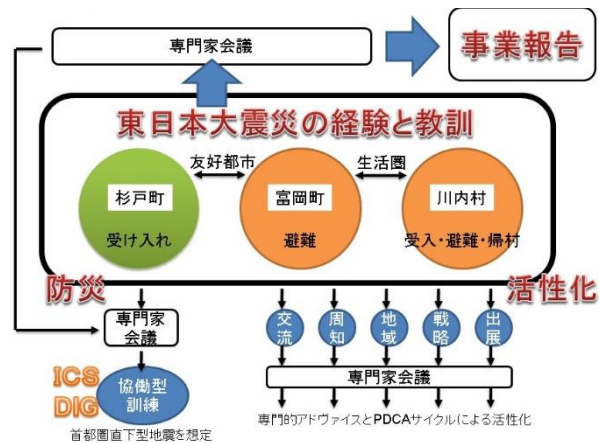 専門家会議
事業報告
東日本大震災の経験と教訓
友好都市
生活圏
杉戸町
富岡町
川内村
受け入れ
避難
受入・避難・帰村
防災
活性化
専門家
会議
交流
周知
地域
戦略
出展
専門家会議
ICS
DIG
協働型
訓練
専門的アドヴァイスとPDCAサイクルによる活性化
首都圏直下型地震を想定